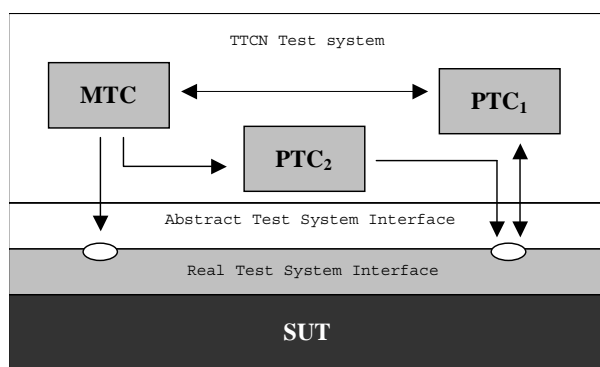 TTCN Test system
MTC
PTC₁
PTC₂
Abstract Test System Interface
Real Test System Interface
SUT